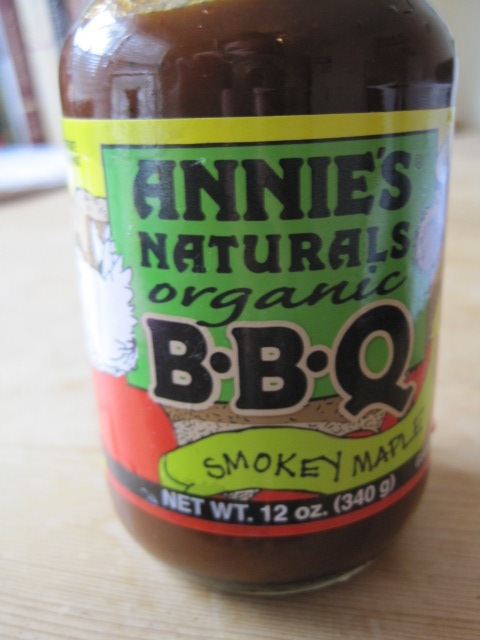 ANNIE'S
NATURALS
organic
B•B•Q
SMOKEY MAPLE
NET WT. 12 oz. (340 g)